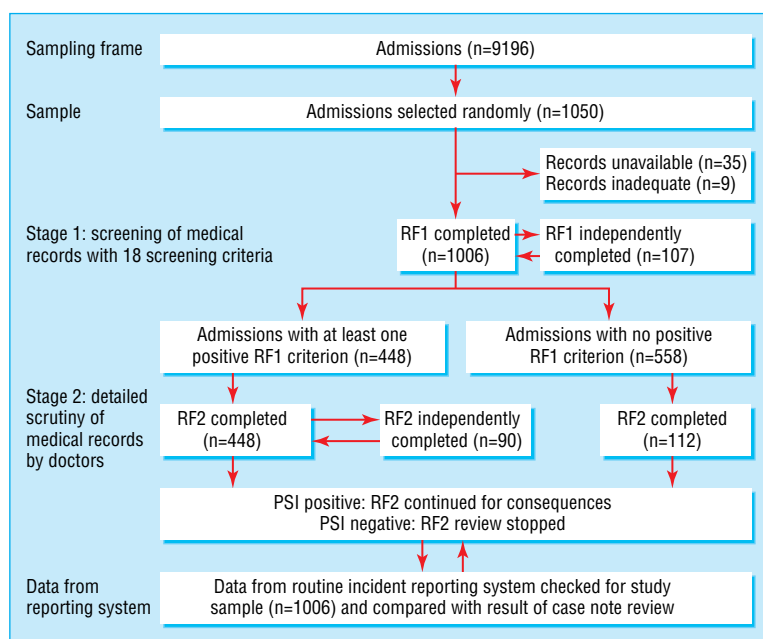 Sampling frame
Admissions (n=9196)
Sample
Admissions selected randomly (n=1050)
Records unavailable (n=35)
Records inadequate (n=9)
Stage 1: screening of medical
records with 18 screening criteria
RF1 completed
(n=1006)
RF1 independently
completed (n=107)
Admissions with at least one
positive RF1 criterion (n=448)
Admissions with no positive
RF1 criterion (n=558)
Stage 2: detailed
scrutiny of
medical records
by doctors
RF2 completed
(n=448)
RF2 independently
completed (n=90)
RF2 completed
(n=112)
PSI positive: RF2 continued for consequences
PSI negative: RF2 review stopped
Data from
reporting system
Data from routine incident reporting system checked for study
sample (n=1006) and compared with result of case note review